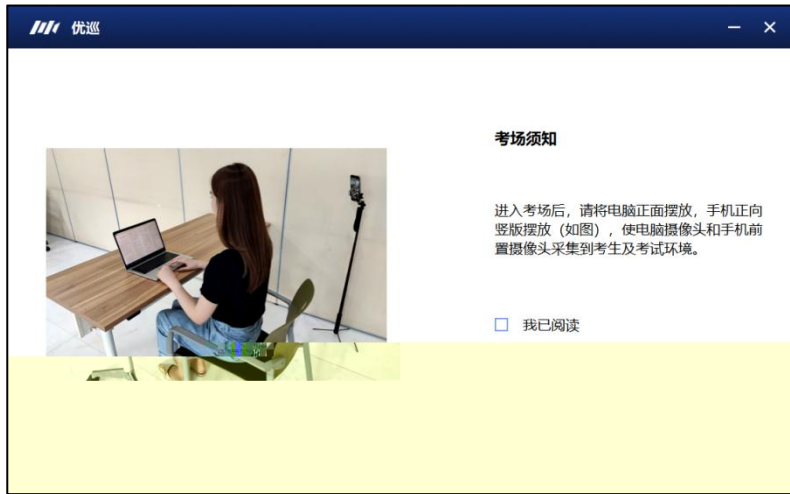 优巡
考场须知
进入考场后，请将电脑正面摆放，手机正向
竖版摆放（如图），使电脑摄像头和手机前
置摄像头采集到考生及考试环境。
我已阅读